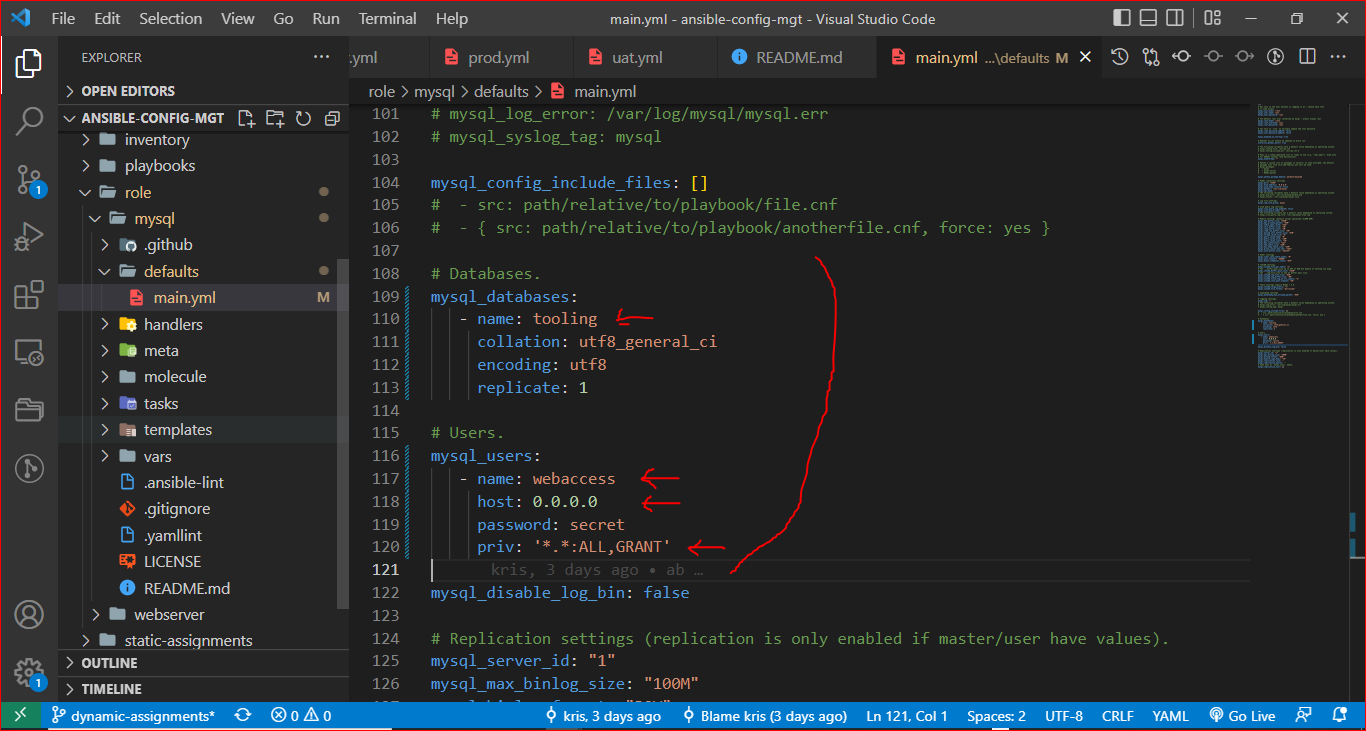 File Edit Selection View Go Run Terminal Help main.yml - ansible-config-mgt - Visual Studio Code
EXPLORER
.yml prod.yml uat.yml README.md main.yml ...\defaults M
OPEN EDITORS
ANSIBLE-CONFIG-MGT
inventory
playbooks
role
mysql
.github
defaults
main.yml M
handlers
meta
molecule
tasks
templates
vars
.ansible-lint
.gitignore
.yamllint
LICENSE
README.md
webserver
static-assignments
OUTLINE
TIMELINE
1
1
role > mysql > defaults > main.yml
101 # mysql_log_error: /var/log/mysql/mysql.err
102 # mysql_syslog_tag: mysql
103
104 mysql_config_include_files: []
105 #  - src: path/relative/to/playbook/file.cnf
106 #  - { src: path/relative/to/playbook/anotherfile.cnf, force: yes }
107
108 # Databases.
109 mysql_databases:
110    - name: tooling
111      collation: utf8_general_ci
112      encoding: utf8
113      replicate: 1
114
115 # Users.
116 mysql_users:
117    - name: webaccess
118      host: 0.0.0.0
119      password: secret
120      priv: '*.*:ALL,GRANT'
121 kris, 3 days ago • ab …
122 mysql_disable_log_bin: false
123
124 # Replication settings (replication is only enabled if master/user have values).
125 mysql_server_id: "1"
126 mysql_max_binlog_size: "100M"
dynamic-assignments* 0 0 kris, 3 days ago Blame kris (3 days ago) Ln 121, Col 1 Spaces: 2 UTF-8 CRLF YAML Go Live